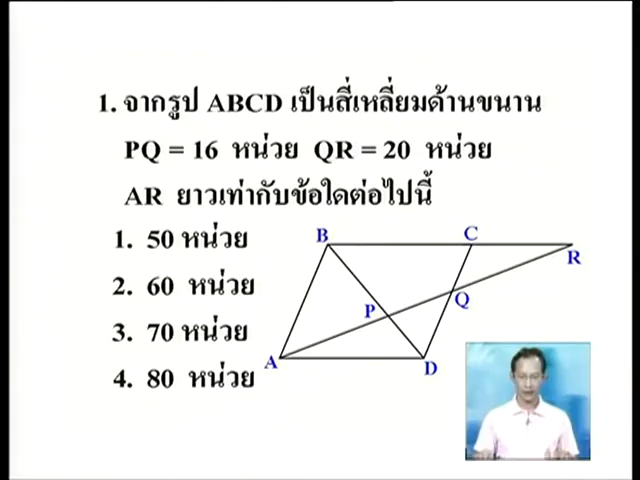 1. จากรูป ABCD เป็นสี่เหลี่ยมด้านขนาน
PQ = 16 หน่วย QR = 20 หน่วย
AR ยาวเท่ากับข้อใดต่อไปนี้
1. 50 หน่วย
2. 60 หน่วย
3. 70 หน่วย
4. 80 หน่วย
B
C
R
P
Q
A
D